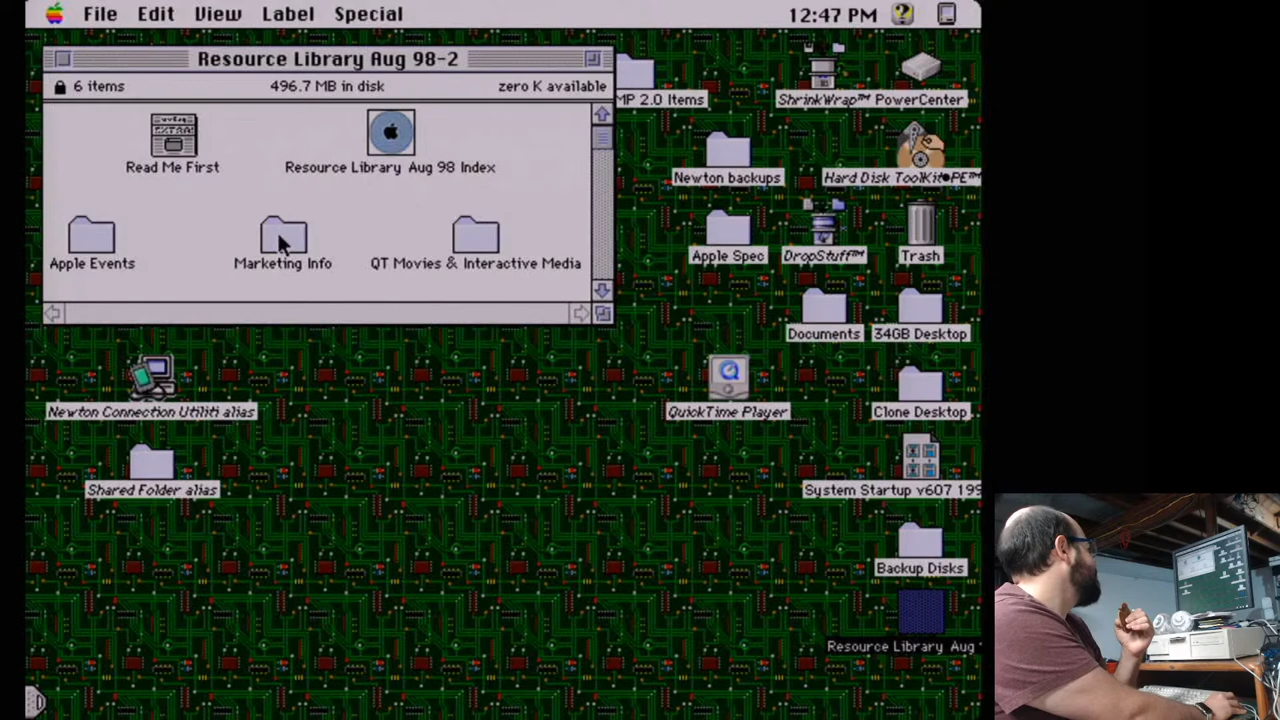 File Edit View Label Special 12:47 PM
Resource Library Aug 98-2
6 items 496.7 MB in disk zero K available
Read Me First
Resource Library Aug 98 Index
Apple Events
Marketing Info
QT Movies & Interactive Media
MP 2.0 Items
ShrinkWrap™ PowerCenter
Newton backups
Hard Disk ToolKit•PE™
Apple Spec
DropStuff™
Trash
Documents
34GB Desktop
Newton Connection Utiliti alias
QuickTime Player
Clone Desktop
Shared Folder alias
System Startup v607 199
Backup Disks
Resource Library Aug